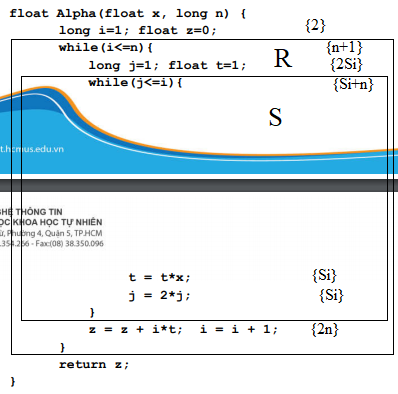 float Alpha(float x, long n) { {2}
long i=1; float z=0;
while(i<=n){ R {n+1}
long j=1; float t=1; {2Si}
while(j<=i){ {Si+n}
S
t.hcmus.edu.vn
HỆ THÔNG TIN
ỌC KHOA HỌC TỰ NHIÊN
ừ, Phường 4, Quận 5, TP.HCM
.354.266 - Fax:(08) 38.350.096
t = t*x; {Si}
j = 2*j; {Si}
}
z = z + i*t; i = i + 1; {2n}
}
return z;
}